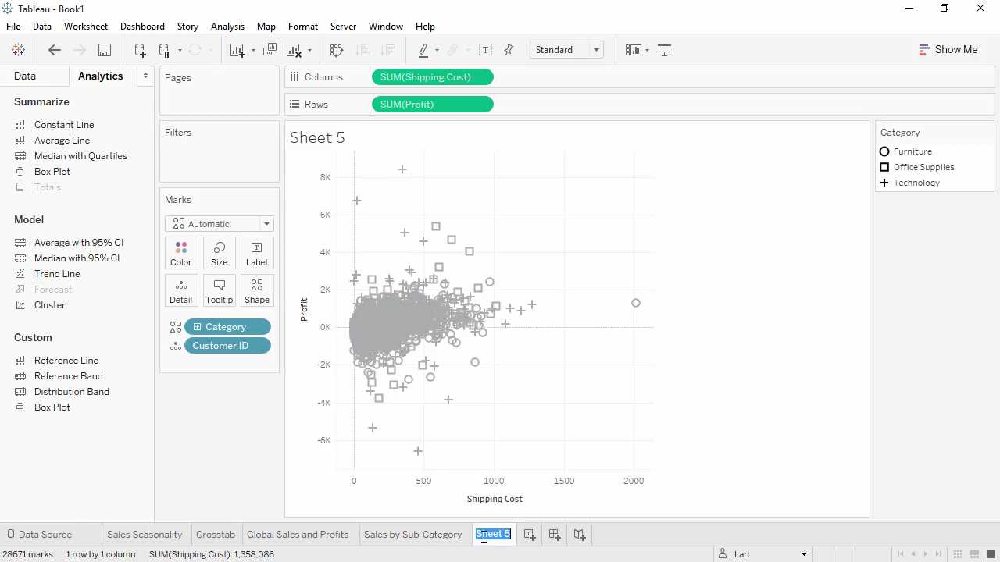 Tableau - Book1
File Data Worksheet Dashboard Story Analysis Map Format Server Window Help
Standard
Show Me
Data Analytics
Summarize
Constant Line
Average Line
Median with Quartiles
Box Plot
Totals
Model
Average with 95% CI
Median with 95% CI
Trend Line
Forecast
Cluster
Custom
Reference Line
Reference Band
Distribution Band
Box Plot
Pages
Filters
Marks
Automatic
Color Size Label
Detail Tooltip Shape
Category
Customer ID
Columns SUM(Shipping Cost)
Rows SUM(Profit)
Sheet 5
8K
6K
4K
2K
0K
-2K
-4K
-6K
Profit
0 500 1000 1500 2000
Shipping Cost
Category
Furniture
Office Supplies
Technology
Data Source Sales Seasonality Crosstab Global Sales and Profits Sales by Sub-Category Sheet 5
28671 marks 1 row by 1 column SUM(Shipping Cost): 1,358,086 Lari